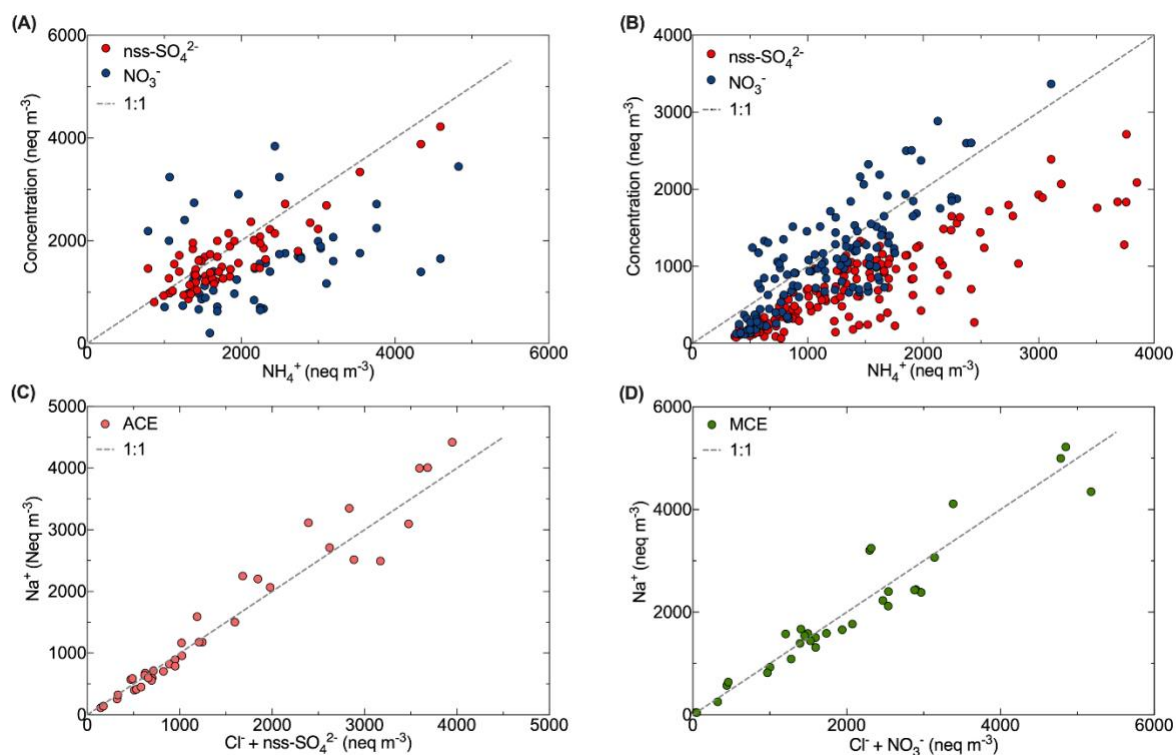 (A)
6000
4000
2000
0
Concentration (neq m⁻³)
nss-SO₄²⁻
NO₃⁻
1:1
0 2000 4000 6000
NH₄⁺ (neq m⁻³)
(B)
4000
3000
2000
1000
0
Concentration (neq m⁻³)
nss-SO₄²⁻
NO₃⁻
1:1
0 1000 2000 3000 4000
NH₄⁺ (neq m⁻³)
(C)
5000
4000
3000
2000
1000
0
Na⁺ (Neq m⁻³)
ACE
1:1
0 1000 2000 3000 4000 5000
Cl⁻ + nss-SO₄²⁻ (neq m⁻³)
(D)
6000
4000
2000
0
Na⁺ (neq m⁻³)
MCE
1:1
0 2000 4000 6000
Cl⁻ + NO₃⁻ (neq m⁻³)